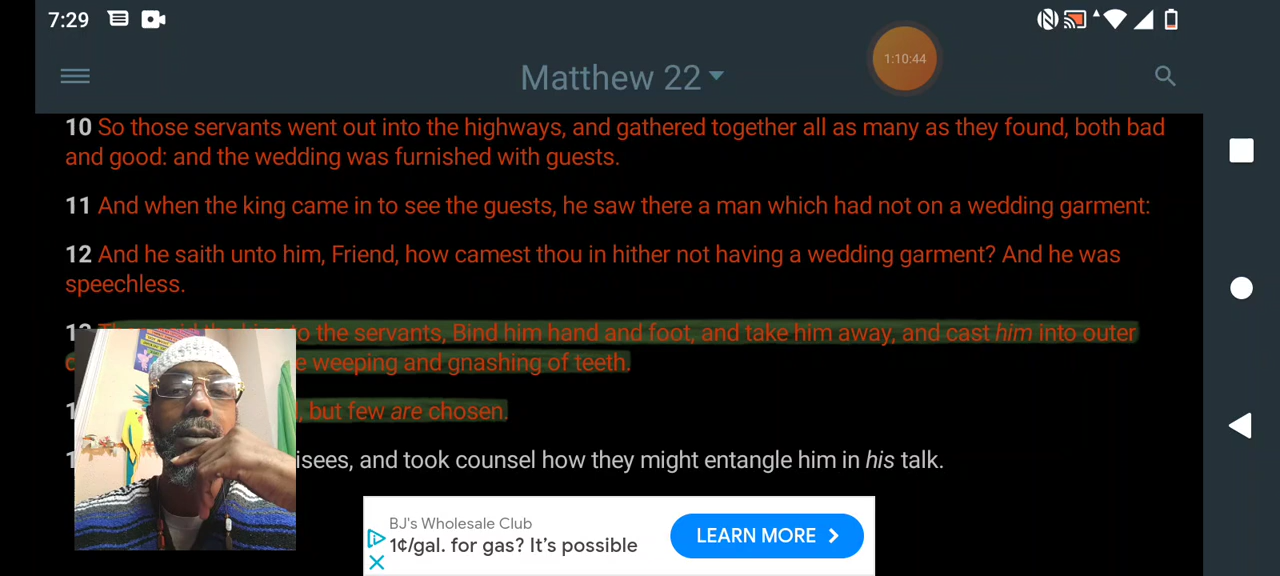 7:29
1:10:44
Matthew 22
10 So those servants went out into the highways, and gathered together all as many as they found, both bad
and good: and the wedding was furnished with guests.
11 And when the king came in to see the guests, he saw there a man which had not on a wedding garment:
12 And he saith unto him, Friend, how camest thou in hither not having a wedding garment? And he was
speechless.
to the servants, Bind him hand and foot, and take him away, and cast him into outer
weeping and gnashing of teeth.
but few are chosen.
and took counsel how they might entangle him in his talk.
BJ's Wholesale Club
1¢/gal. for gas? It's possible
LEARN MORE